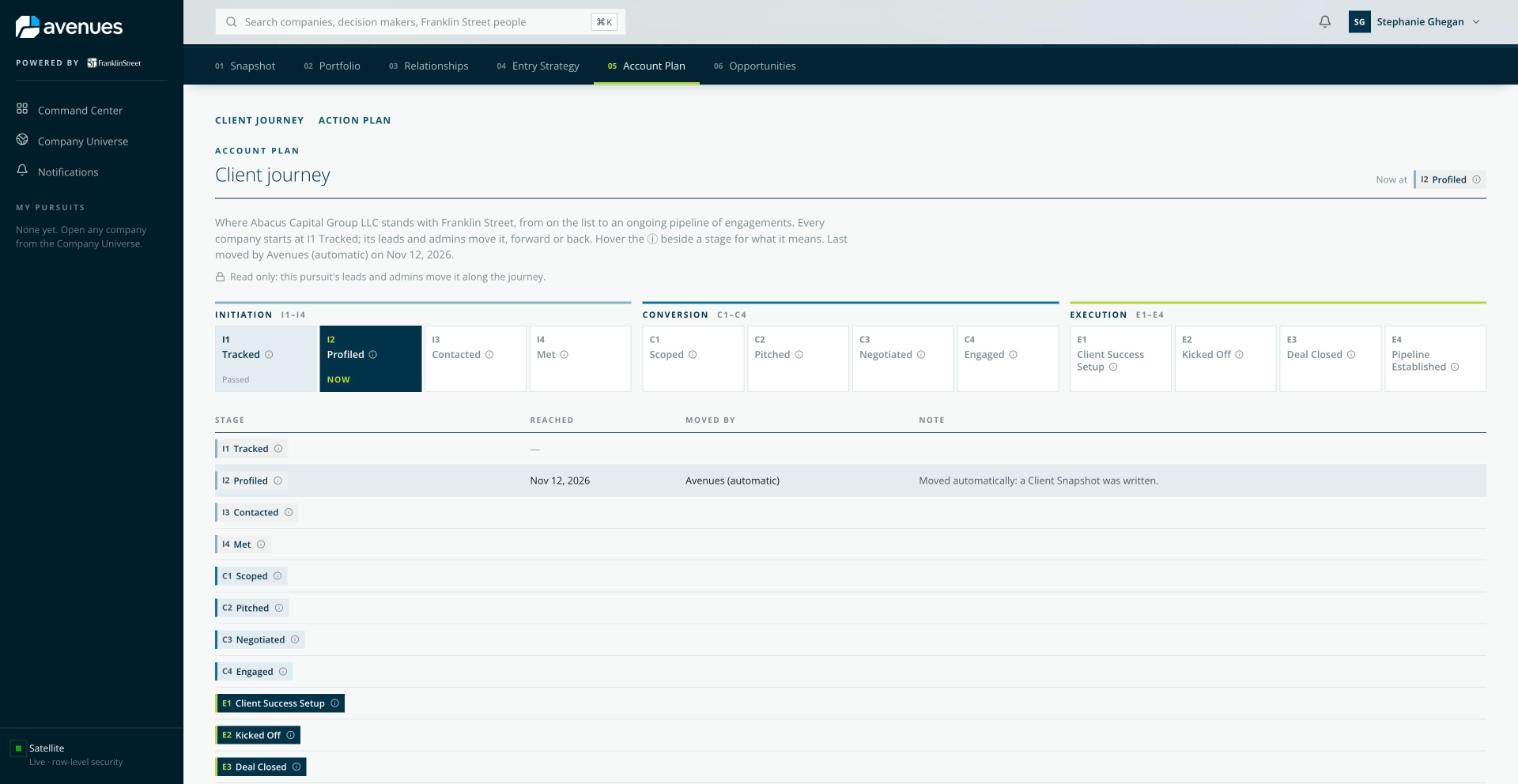 avenues
POWERED BY FranklinStreet
Command Center
Company Universe
Notifications
MY PURSUITS
None yet. Open any company
from the Company Universe.
Satellite
Live · row-level security
Search companies, decision makers, Franklin Street people
⌘K
SG Stephanie Ghegan
01 Snapshot
02 Portfolio
03 Relationships
04 Entry Strategy
05 Account Plan
06 Opportunities
CLIENT JOURNEY ACTION PLAN
ACCOUNT PLAN
Client journey
Now at I2 Profiled
Where Abacus Capital Group LLC stands with Franklin Street, from on the list to an ongoing pipeline of engagements. Every
company starts at I1 Tracked; its leads and admins move it, forward or back. Hover the ⓘ beside a stage for what it means. Last
moved by Avenues (automatic) on Nov 12, 2026.
Read only: this pursuit's leads and admins move it along the journey.
INITIATION I1–I4
I1
Tracked
Passed
I2
Profiled
NOW
I3
Contacted
I4
Met
CONVERSION C1–C4
C1
Scoped
C2
Pitched
C3
Negotiated
C4
Engaged
EXECUTION E1–E4
E1
Client Success
Setup
E2
Kicked Off
E3
Deal Closed
E4
Pipeline
Established
STAGE REACHED MOVED BY NOTE
I1 Tracked —
I2 Profiled Nov 12, 2026 Avenues (automatic) Moved automatically: a Client Snapshot was written.
I3 Contacted
I4 Met
C1 Scoped
C2 Pitched
C3 Negotiated
C4 Engaged
E1 Client Success Setup
E2 Kicked Off
E3 Deal Closed